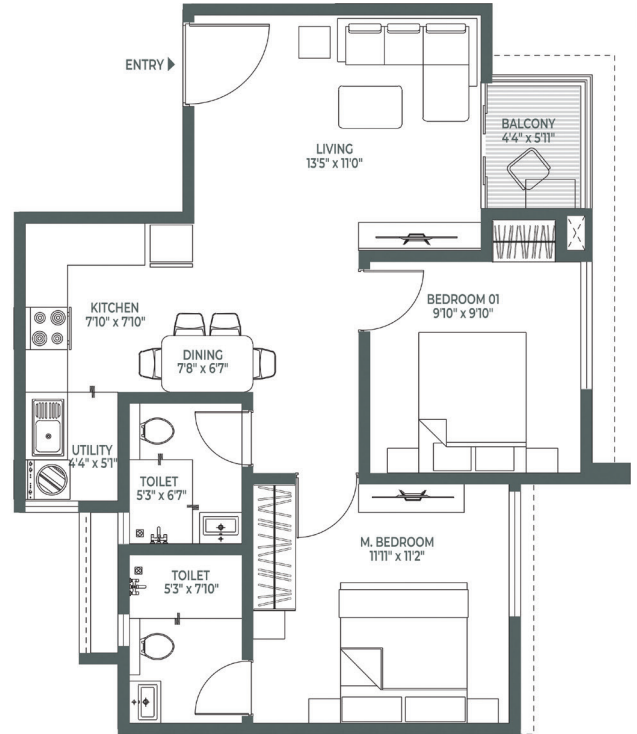 ENTRY
LIVING
13'5" x 11'0"
BALCONY
4'4" x 5'11"
KITCHEN
7'10" x 7'10"
BEDROOM 01
9'10" x 9'10"
DINING
7'8" x 6'7"
UTILITY
4'4" x 5'1"
TOILET
5'3" x 6'7"
M. BEDROOM
11'11" x 11'2"
TOILET
5'3" x 7'10"